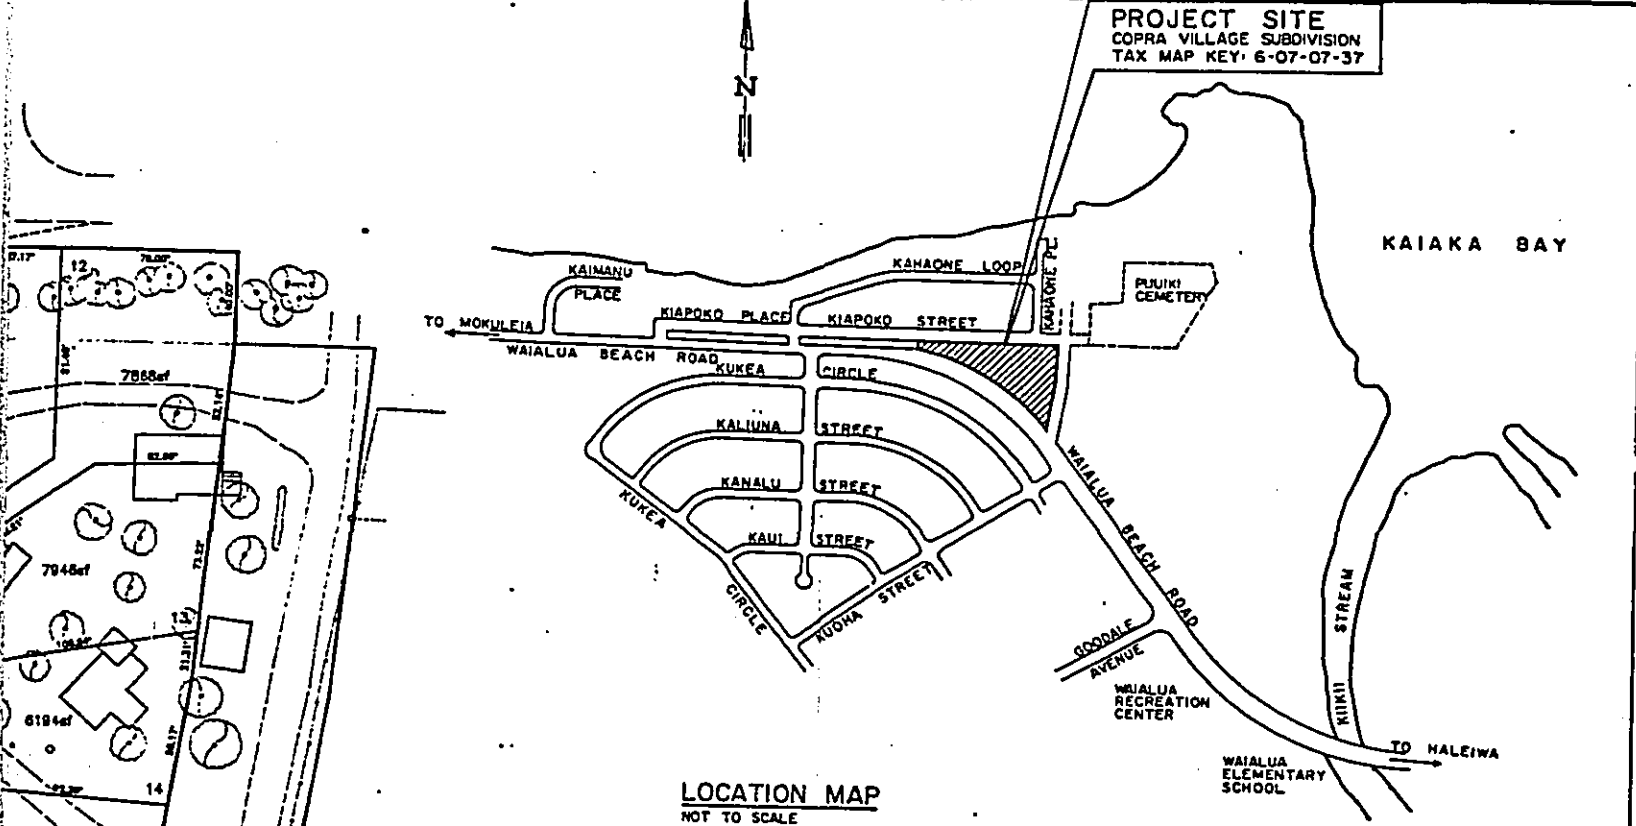 PROJECT SITE
COPRA VILLAGE SUBDIVISION
TAX MAP KEY: 6-07-07-37
N
KAIAKA BAY
KAHAONE LOOP
KAHAONE PL.
KAIMANU
PLACE
PUUIKI
CEMETERY
KIAPOKO PLACE
KIAPOKO STREET
TO MOKULEIA
WAIALUA BEACH ROAD
KUKEA CIRCLE
KALIUNA STREET
KANALU STREET
KAUI STREET
KUKEA
CIRCLE
AUOHA STREET
WAIALUA BEACH ROAD
GOODALE
AVENUE
WAIALUA
RECREATION
CENTER
KIIKII STREAM
TO HALEIWA
WAIALUA
ELEMENTARY
SCHOOL
LOCATION MAP
NOT TO SCALE
12
7868sf
7946sf
13
6194sf
14